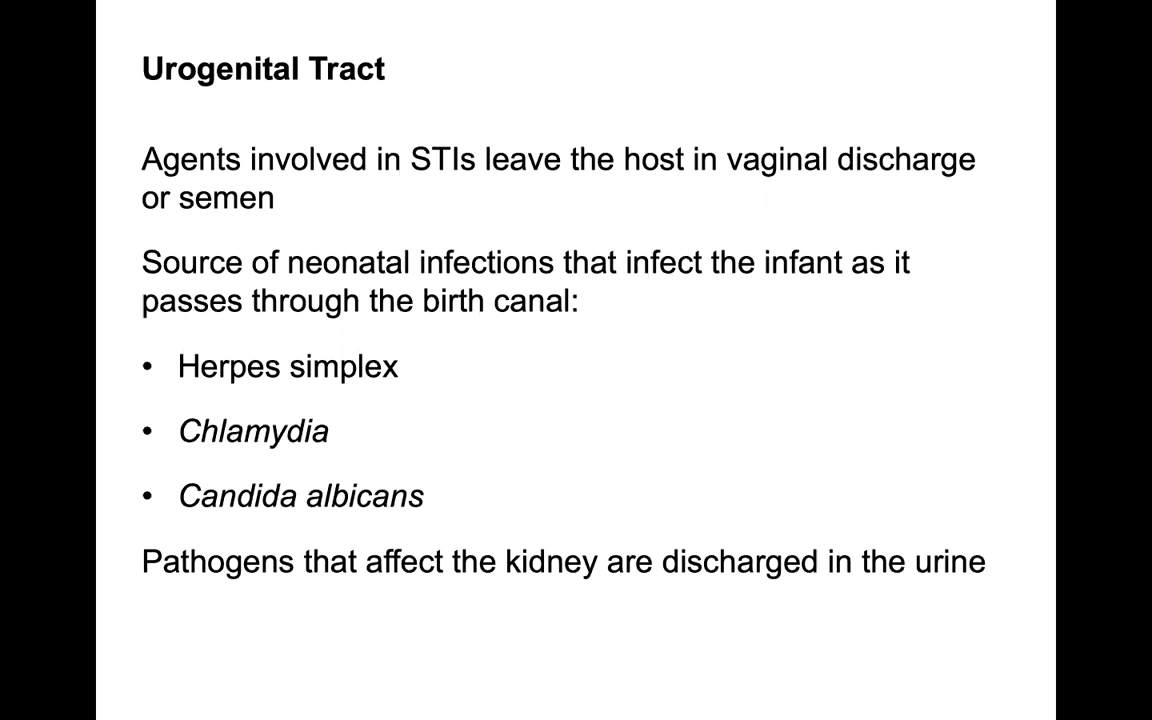 Urogenital Tract
Agents involved in STIs leave the host in vaginal discharge
or semen
Source of neonatal infections that infect the infant as it
passes through the birth canal:
• Herpes simplex
• Chlamydia
• Candida albicans
Pathogens that affect the kidney are discharged in the urine